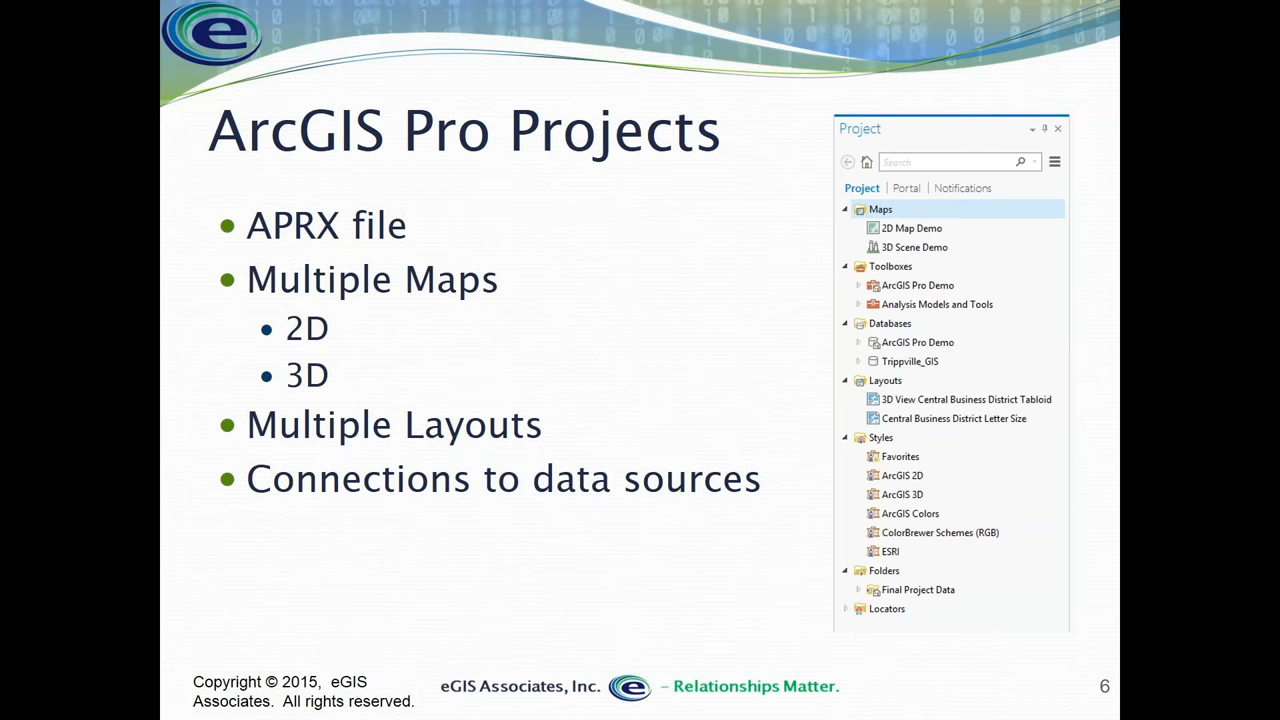 e
ArcGIS Pro Projects
APRX file
Multiple Maps
2D
3D
Multiple Layouts
Connections to data sources
Project
Search
Project | Portal | Notifications
Maps
2D Map Demo
3D Scene Demo
Toolboxes
ArcGIS Pro Demo
Analysis Models and Tools
Databases
ArcGIS Pro Demo
Trippville_GIS
Layouts
3D View Central Business District Tabloid
Central Business District Letter Size
Styles
Favorites
ArcGIS 2D
ArcGIS 3D
ArcGIS Colors
ColorBrewer Schemes (RGB)
ESRI
Folders
Final Project Data
Locators
Copyright © 2015, eGIS
Associates. All rights reserved.
eGIS Associates, Inc. e – Relationships Matter.
6